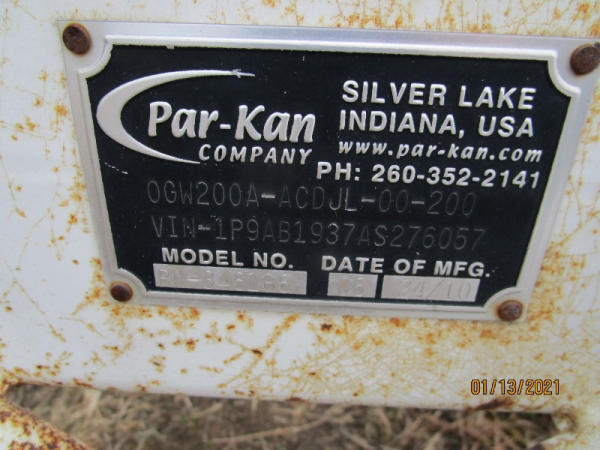 Par-Kan
COMPANY
SILVER LAKE
INDIANA, USA
www.par-kan.com
PH: 260-352-2141
0GW200A-ACDJL-00-200
VIN-1P9AB1937AS276057
MODEL NO. DATE OF MFG.
24/10
01/13/2021